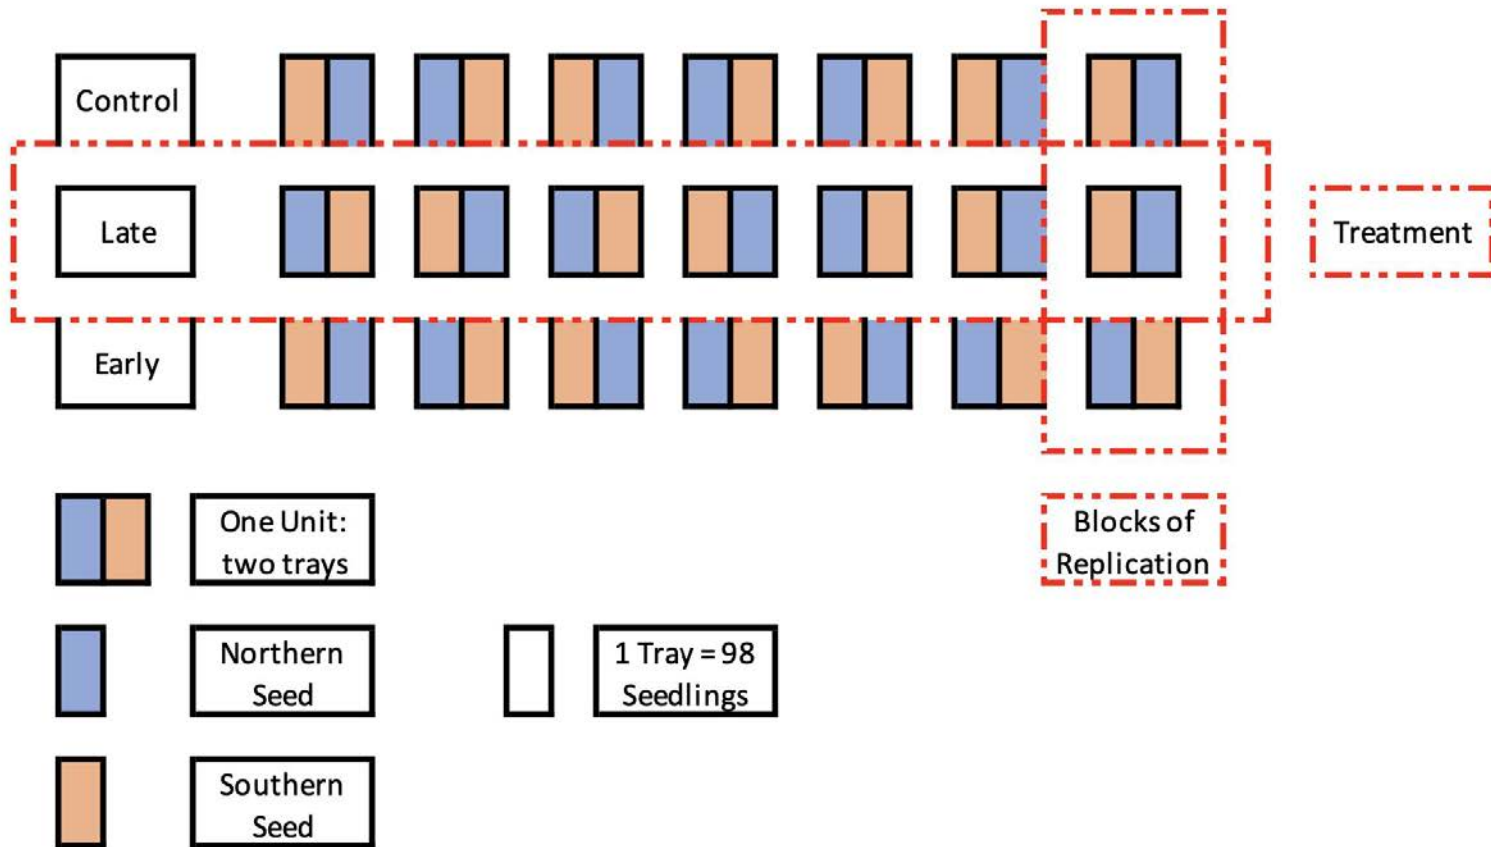 Control
Late
Treatment
Early
One Unit:
two trays
Blocks of
Replication
Northern
Seed
1 Tray = 98
Seedlings
Southern
Seed